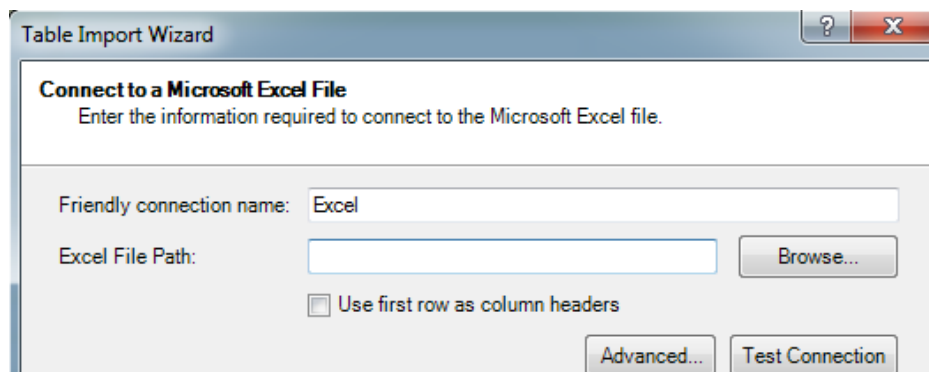 Table Import Wizard
?
X
Connect to a Microsoft Excel File
Enter the information required to connect to the Microsoft Excel file.
Friendly connection name: Excel
Excel File Path: Browse...
Use first row as column headers
Advanced... Test Connection